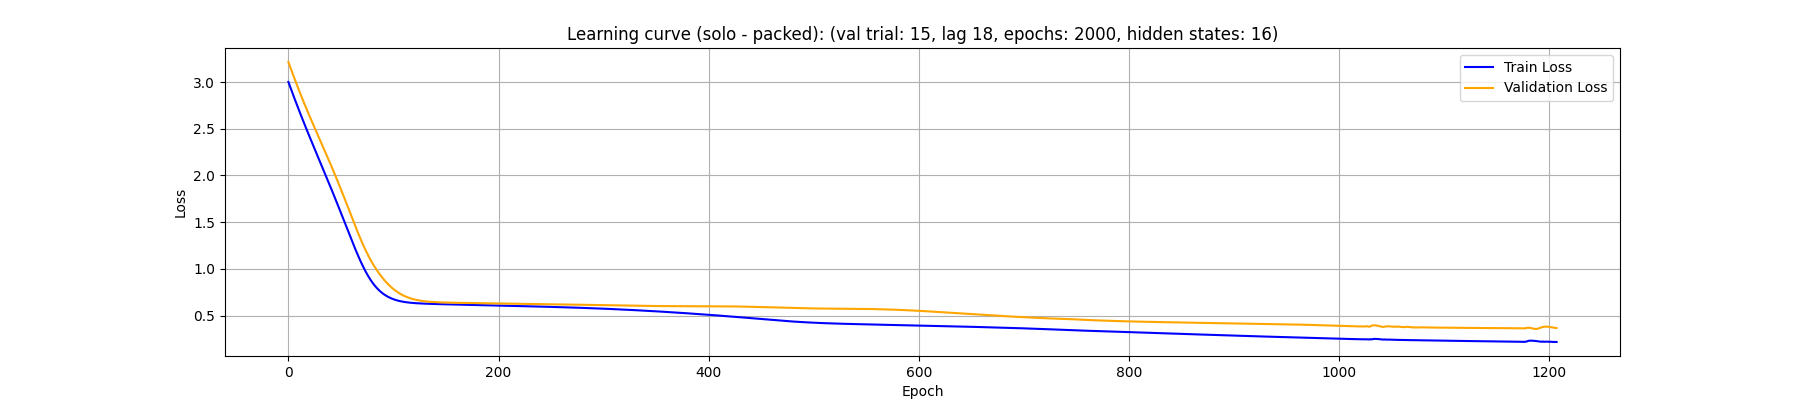 Learning curve (solo - packed): (val trial: 15, lag 18, epochs: 2000, hidden states: 16)
Train Loss
Validation Loss
Loss
3.0
2.5
2.0
1.5
1.0
0.5
0 200 400 600 800 1000 1200
Epoch